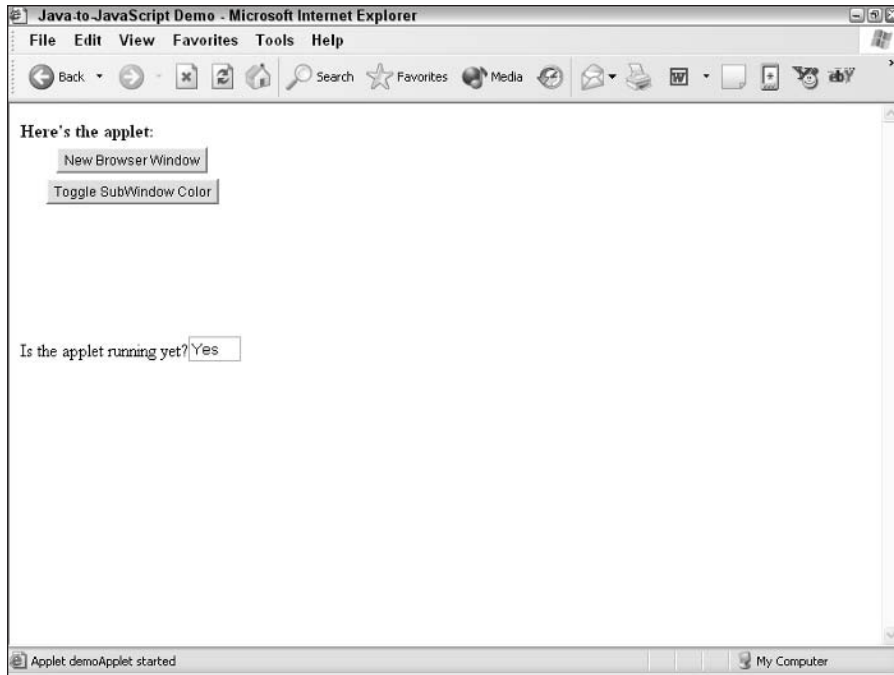 Java-to-JavaScript Demo - Microsoft Internet Explorer
File Edit View Favorites Tools Help
Back Search Favorites Media
Here's the applet:
New Browser Window
Toggle SubWindow Color
Is the applet running yet? Yes
Applet demoApplet started My Computer